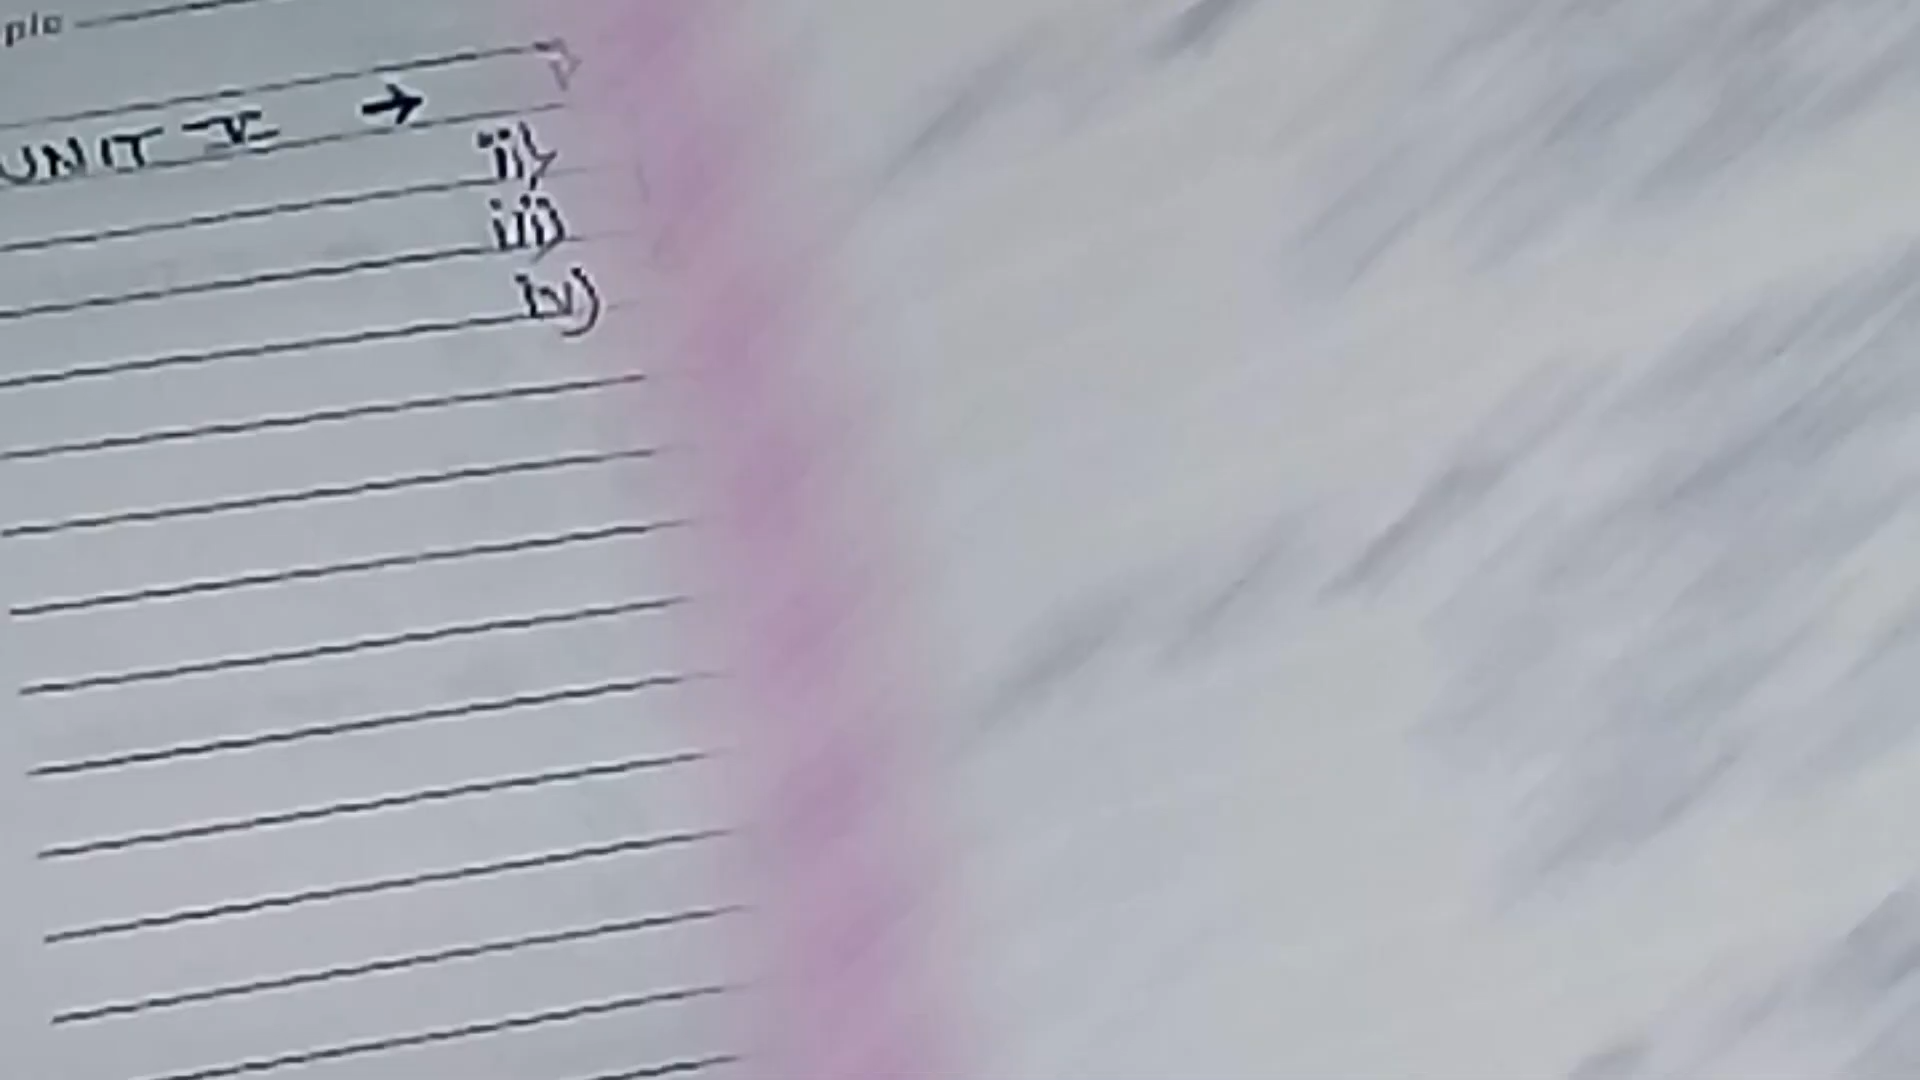 UNIT I →
ii)
iii)
iv)